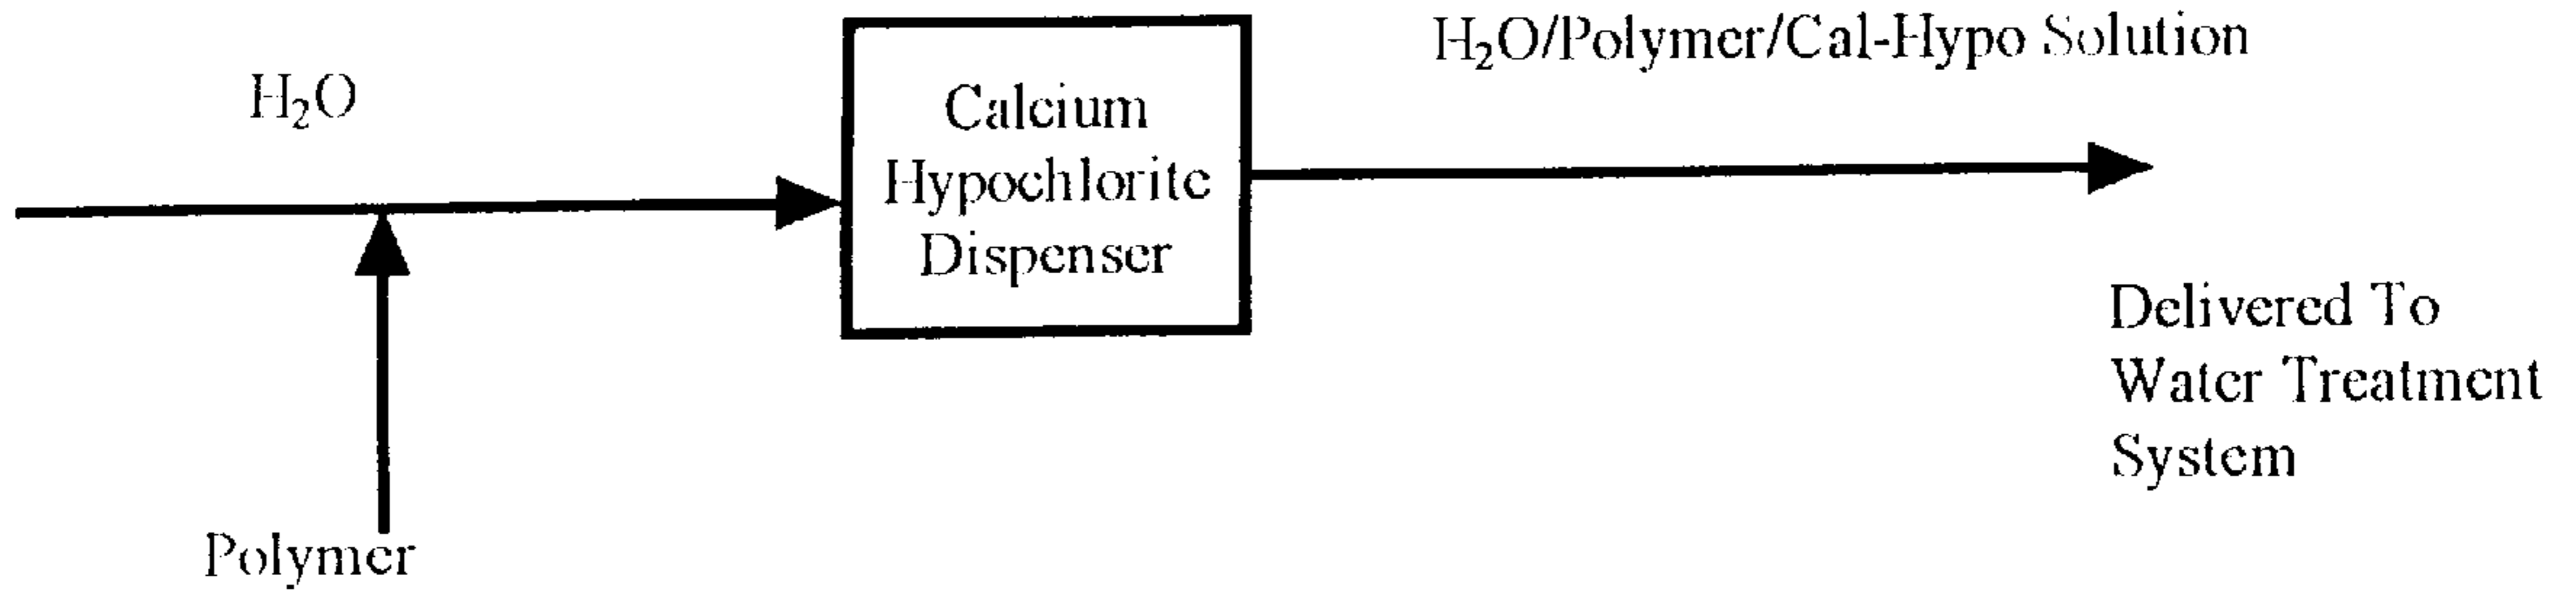 H₂O/Polymer/Cal-Hypo Solution
H₂O
Calcium
Hypochlorite
Dispenser
Delivered To
Water Treatment
System
Polymer